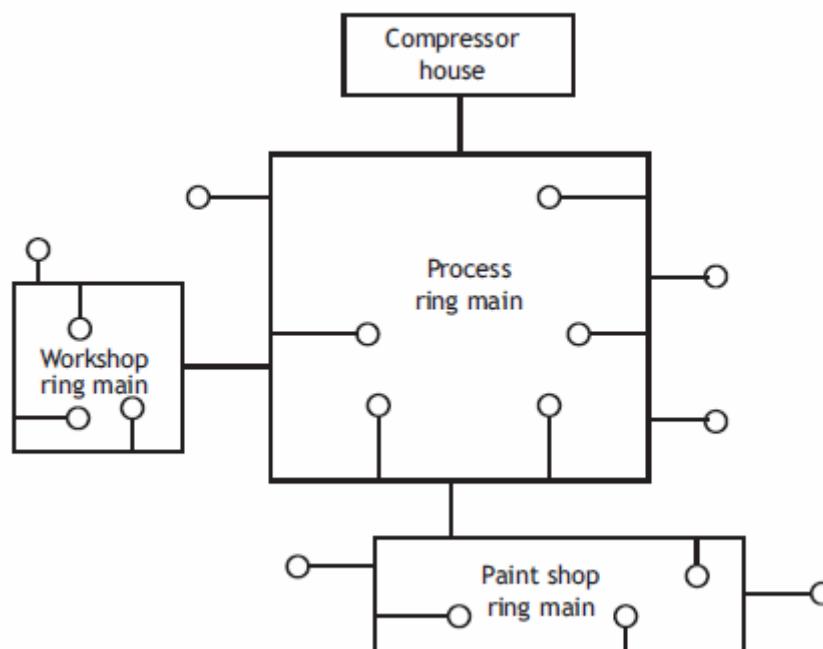 Compressor
house
Process
ring main
Workshop
ring main
Paint shop
ring main